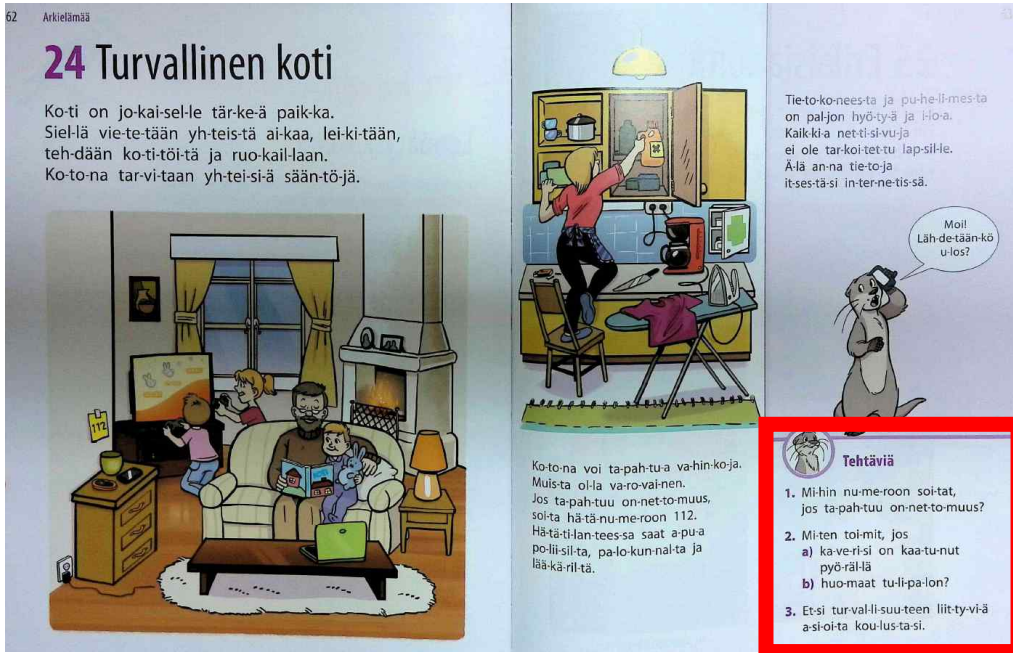 62 Arkielämää
24 Turvallinen koti
Ko-ti on jo-kai-sel-le tär-ke-ä paik-ka.
Siel-lä vie-te-tään yh-teis-tä ai-kaa, lei-ki-tään,
teh-dään ko-ti-töi-tä ja ruo-kail-laan.
Ko-to-na tar-vi-taan yh-tei-si-ä sään-tö-jä.
112
Ko-to-na voi ta-pah-tu-a va-hin-ko-ja.
Muis-ta ol-la va-ro-vai-nen.
Jos ta-pah-tuu on-net-to-muus,
soi-ta hä-tä-nu-me-roon 112.
Hä-tä-ti-lan-tees-sa saat a-pu-a
po-lii-sil-ta, pa-lo-kun-nal-ta ja
lää-kä-ril-tä.
Tie-to-ko-nees-ta ja pu-he-li-mes-ta
on pal-jon hyö-ty-ä ja i-lo-a.
Kaik-ki-a net-ti-si-vu-ja
ei ole tar-koi-tet-tu lap-sil-le.
Ä-lä an-na tie-to-ja
it-ses-tä-si in-ter-ne-tis-sä.
Moi!
Läh-de-tään-kö
u-los?
Tehtäviä
1. Mi-hin nu-me-roon soi-tat,
jos ta-pah-tuu on-net-to-muus?
2. Mi-ten toi-mit, jos
a) ka-ve-ri-si on kaa-tu-nut
pyö-räl-lä
b) huo-maat tu-li-pa-lon?
3. Et-si tur-val-li-suu-teen liit-ty-vi-ä
a-si-oi-ta kou-lus-ta-si.